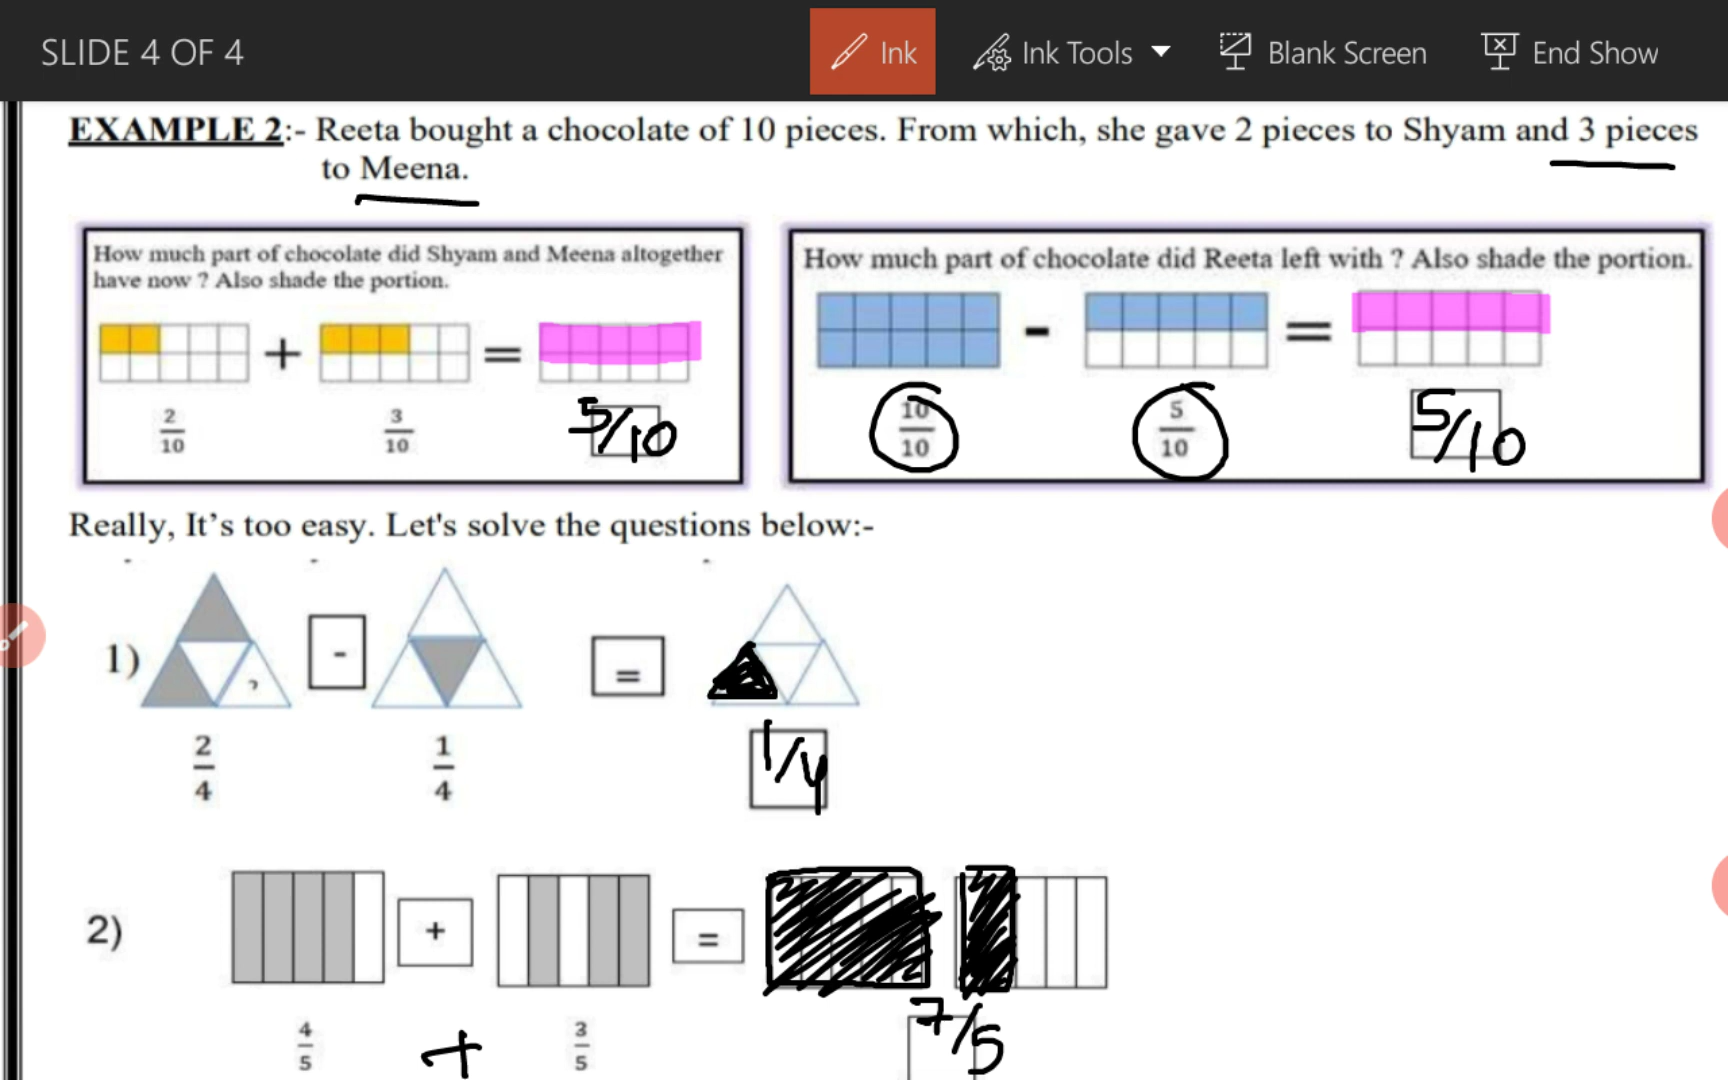 SLIDE 4 OF 4 Ink Ink Tools Blank Screen End Show
EXAMPLE 2:- Reeta bought a chocolate of 10 pieces. From which, she gave 2 pieces to Shyam and 3 pieces
to Meena.
How much part of chocolate did Shyam and Meena altogether
have now ? Also shade the portion.
+ =
2/10 3/10 5/10
How much part of chocolate did Reeta left with ? Also shade the portion.
- =
10/10 5/10 5/10
Really, It's too easy. Let's solve the questions below:-
1) - =
2/4 1/4 1/4
2) + =
4/5 + 3/5 7/5